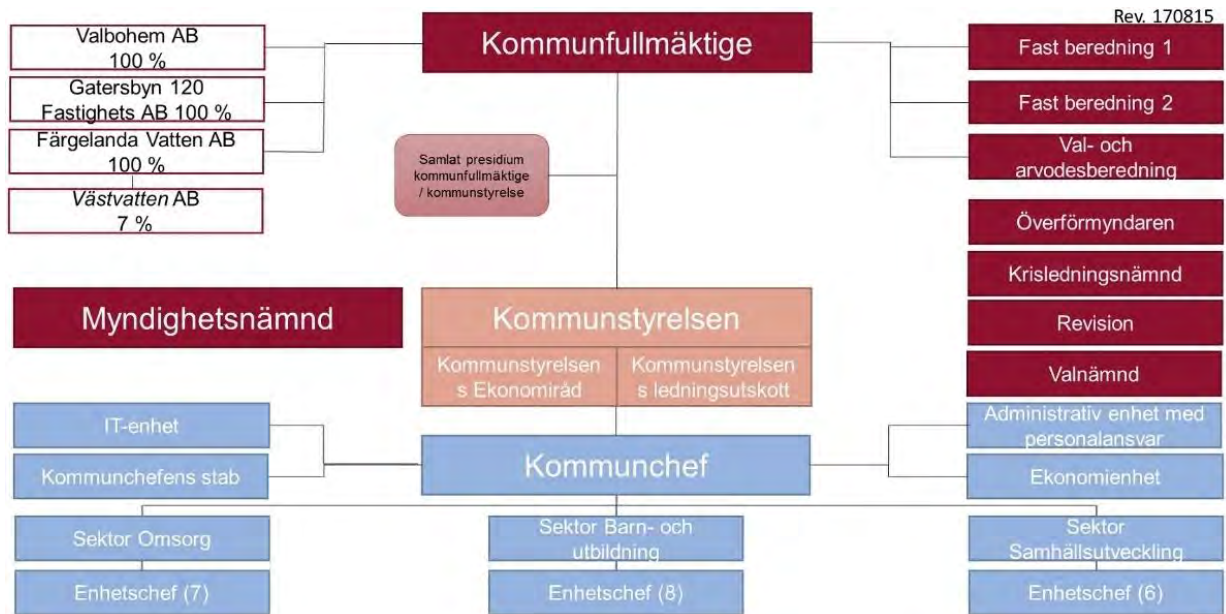 Rev. 170815
Valbohem AB
100 %
Gatersbyn 120
Fastighets AB 100 %
Färgelanda Vatten AB
100 %
Västvatten AB
7 %
Kommunfullmäktige
Fast beredning 1
Fast beredning 2
Val- och
arvodesberedning
Samlat presidium
kommunfullmäktige
/ kommunstyrelse
Överförmyndaren
Krisledningsnämnd
Revision
Valnämnd
Myndighetsnämnd
Kommunstyrelsen
Kommunstyrelsen
s Ekonomiråd
Kommunstyrelsen
s ledningsutskott
IT-enhet
Kommunchefens stab
Kommunchef
Administrativ enhet med
personalansvar
Ekonomienhet
Sektor Omsorg
Enhetschef (7)
Sektor Barn- och
utbildning
Enhetschef (8)
Sektor
Samhällsutveckling
Enhetschef (6)